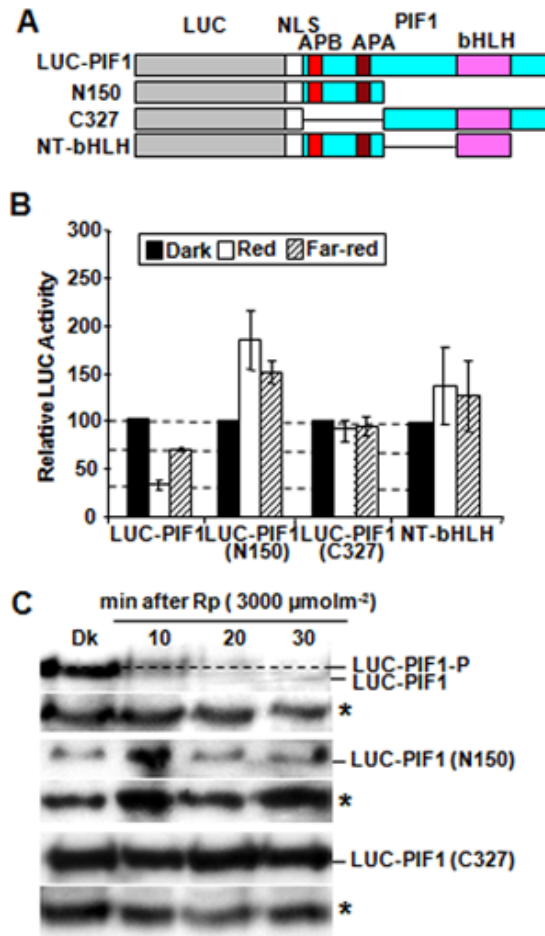 A
LUC NLS PIF1
APB APA bHLH
LUC-PIF1
N150
C327
NT-bHLH
B
Relative LUC Activity
300
250
200
150
100
50
0
Dark Red Far-red
LUC-PIF1 LUC-PIF1 (N150) LUC-PIF1 (C327) NT-bHLH
C
min after Rp ( 3000 µmolm⁻²)
Dk 10 20 30
LUC-PIF1-P
LUC-PIF1
*
LUC-PIF1 (N150)
*
LUC-PIF1 (C327)
*